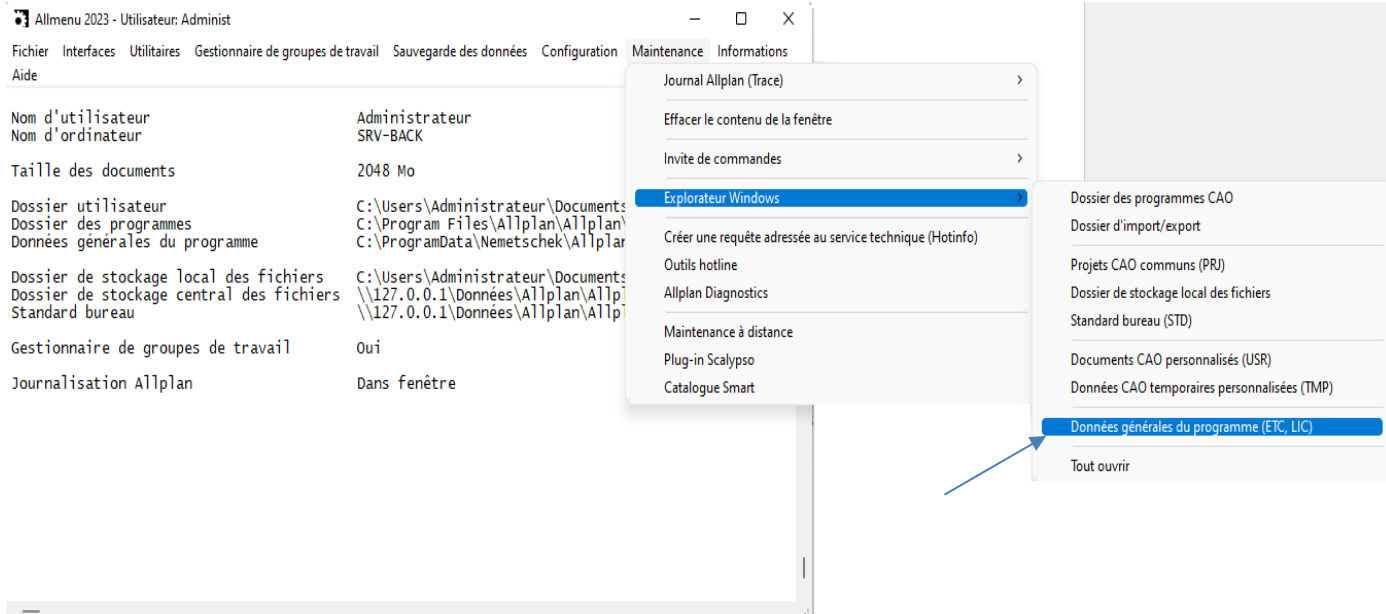 Allmenu 2023 - Utilisateur: Administ
Fichier Interfaces Utilitaires Gestionnaire de groupes de travail Sauvegarde des données Configuration Maintenance Informations
Aide
Nom d'utilisateur Administrateur
Nom d'ordinateur SRV-BACK
Taille des documents 2048 Mo
Dossier utilisateur C:\Users\Administrateur\Documents
Dossier des programmes C:\Program Files\Allplan\Allplan\
Données générales du programme C:\ProgramData\Nemetschek\Allplan
Dossier de stockage local des fichiers C:\Users\Administrateur\Documents
Dossier de stockage central des fichiers \\127.0.0.1\Données\Allplan\Allpl
Standard bureau \\127.0.0.1\Données\Allplan\Allpl
Gestionnaire de groupes de travail Oui
Journalisation Allplan Dans fenêtre
Journal Allplan (Trace)
Effacer le contenu de la fenêtre
Invite de commandes
Explorateur Windows
Créer une requête adressée au service technique (Hotinfo)
Outils hotline
Allplan Diagnostics
Maintenance à distance
Plug-in Scalypso
Catalogue Smart
Dossier des programmes CAO
Dossier d'import/export
Projets CAO communs (PRJ)
Dossier de stockage local des fichiers
Standard bureau (STD)
Documents CAO personnalisés (USR)
Données CAO temporaires personnalisées (TMP)
Données générales du programme (ETC, LIC)
Tout ouvrir